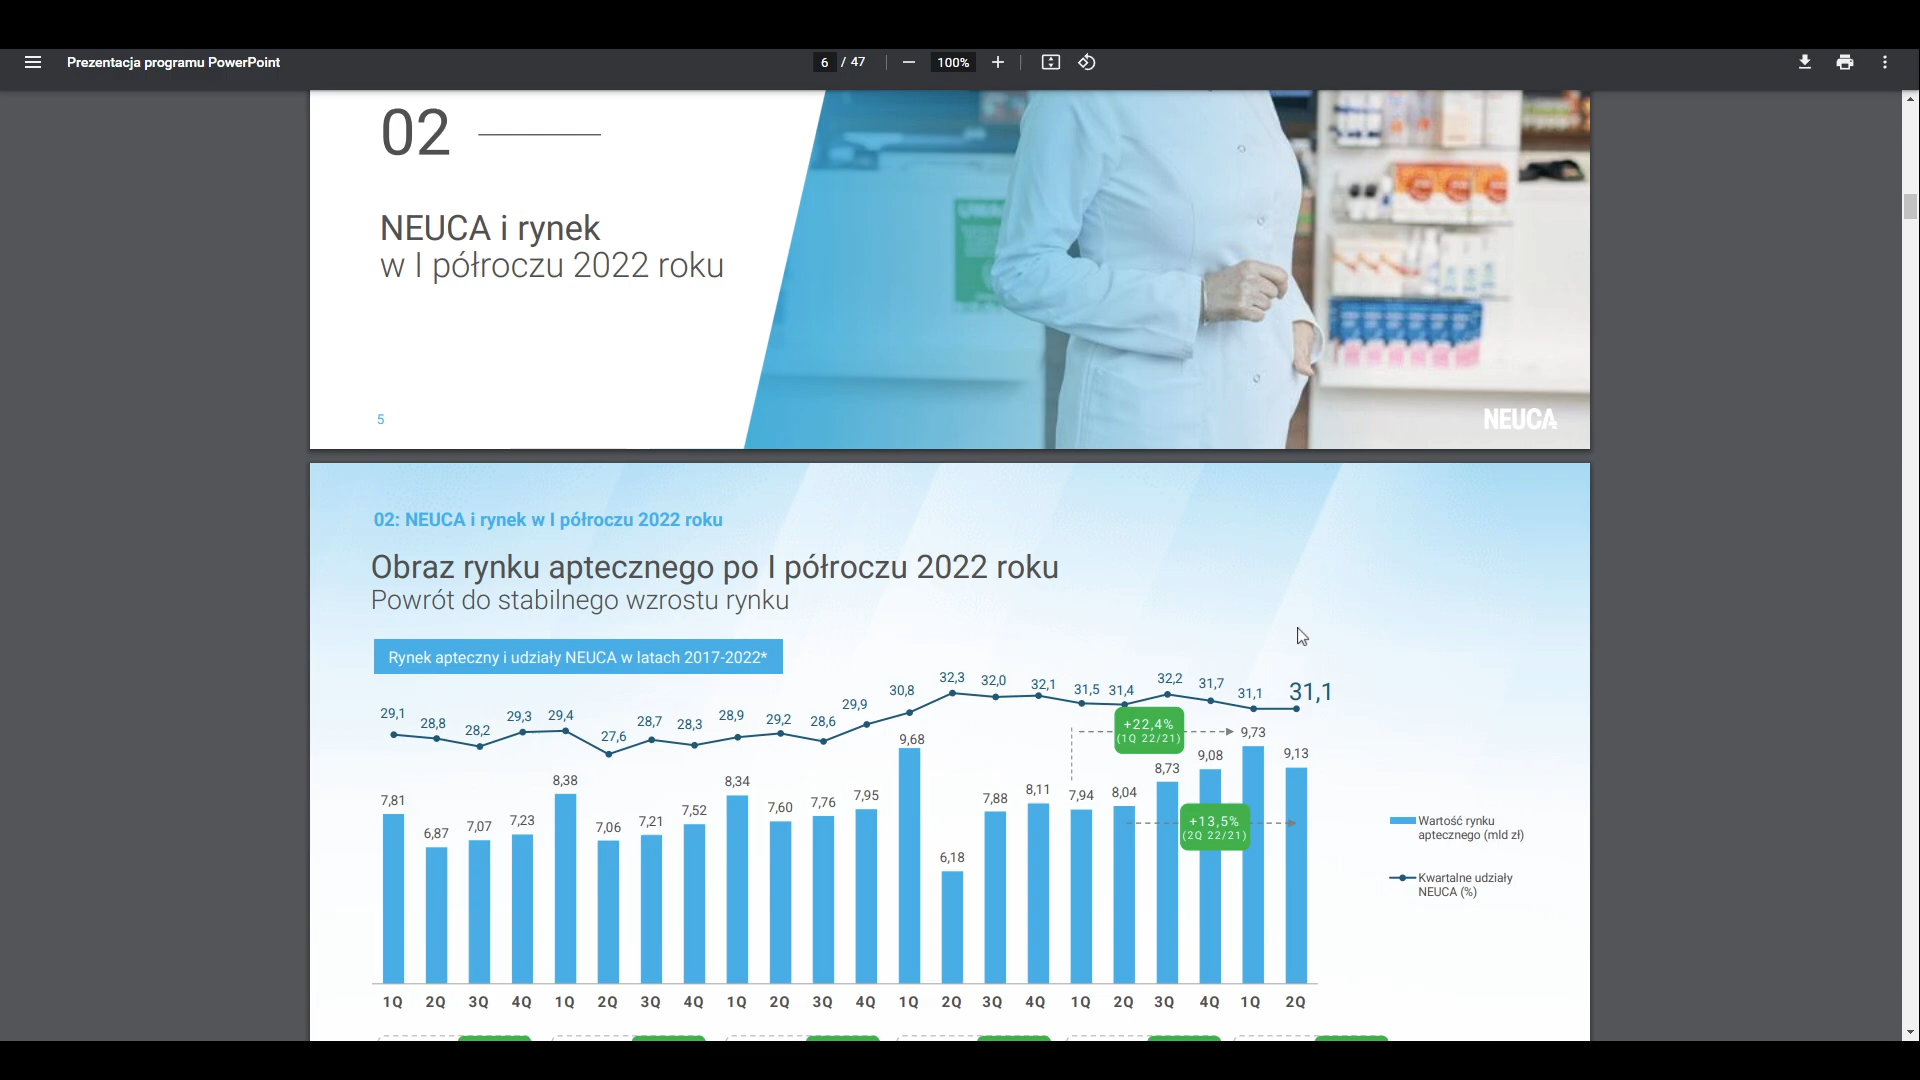 Prezentacja programu PowerPoint
6 / 47
100%
02
NEUCA i rynek
w I półroczu 2022 roku
5
NEUCA
02: NEUCA i rynek w I półroczu 2022 roku
Obraz rynku aptecznego po I półroczu 2022 roku
Powrót do stabilnego wzrostu rynku
Rynek apteczny i udziały NEUCA w latach 2017-2022*
29,1 28,8 28,2 29,3 29,4 27,6 28,7 28,3 28,9 29,2 28,6 29,9 30,8 32,3 32,0 32,1 31,5 31,4 32,2 31,7 31,1 31,1
+22,4%
(1Q 22/21)
7,81 6,87 7,07 7,23 8,38 7,06 7,21 7,52 8,34 7,60 7,76 7,95 9,68 6,18 7,88 8,11 7,94 8,04 8,73 9,08 9,73 9,13
+13,5%
(2Q 22/21)
Wartość rynku
aptecznego (mld zł)
Kwartalne udziały
NEUCA (%)
1Q 2Q 3Q 4Q 1Q 2Q 3Q 4Q 1Q 2Q 3Q 4Q 1Q 2Q 3Q 4Q 1Q 2Q 3Q 4Q 1Q 2Q